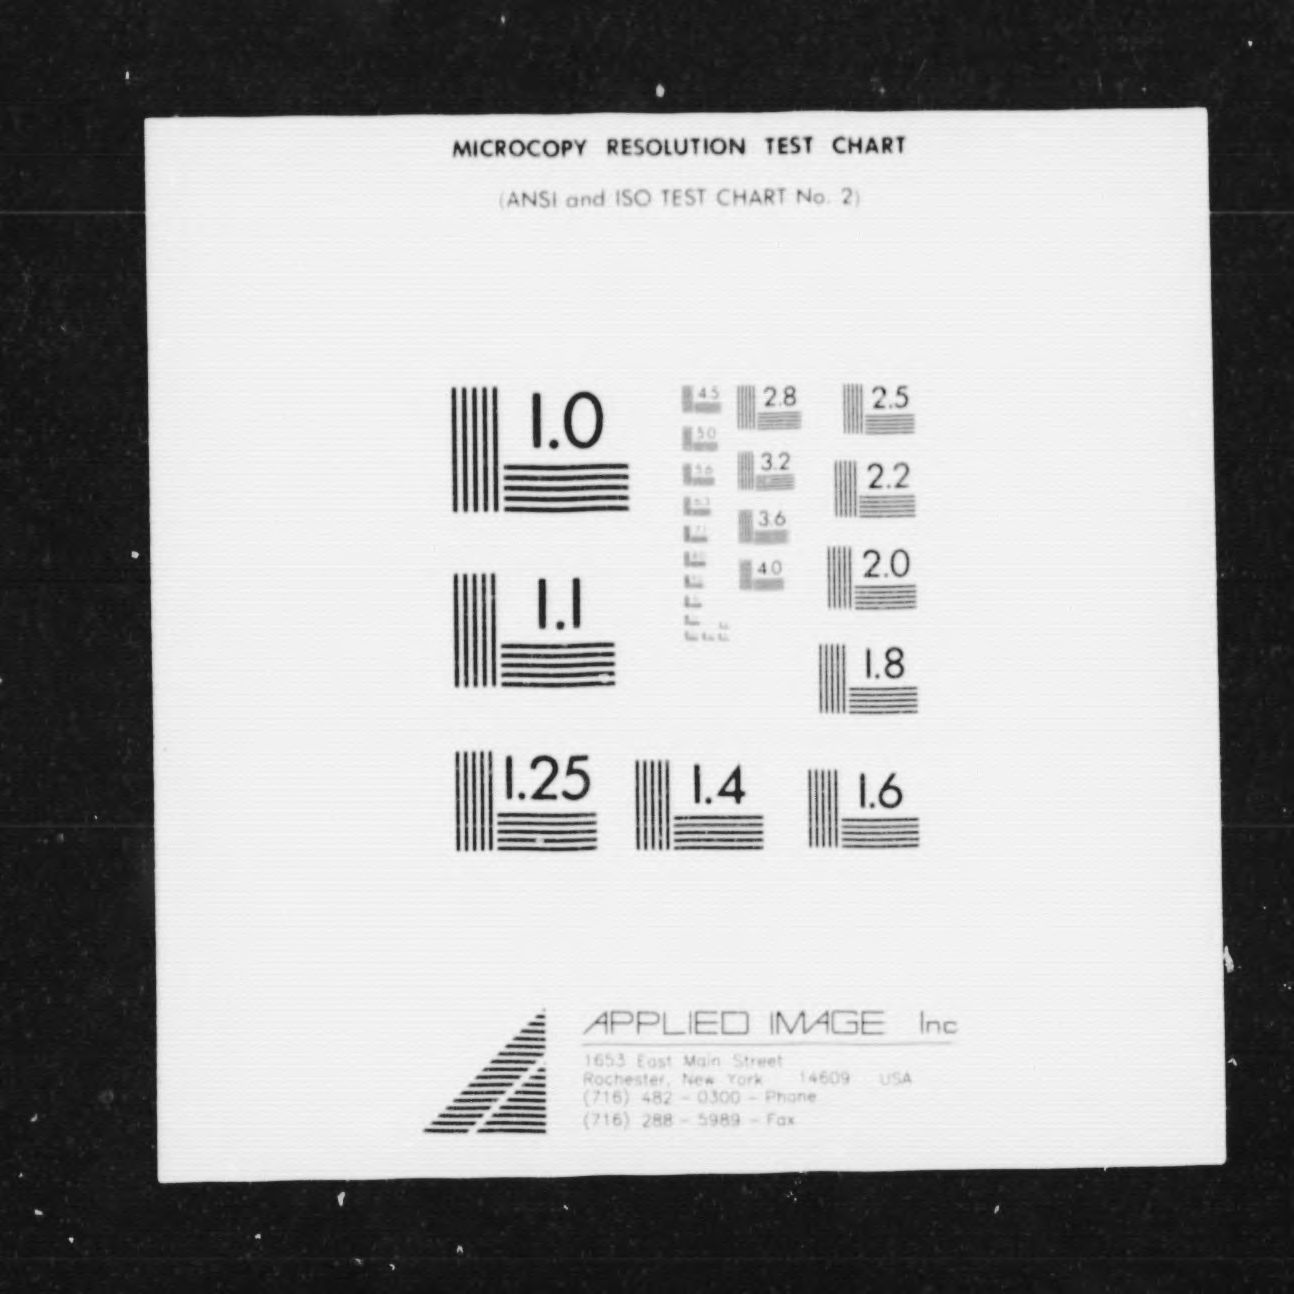 MICROCOPY RESOLUTION TEST CHART
(ANSI and ISO TEST CHART No. 2)
1.0
1.1
1.25
1.4
1.6
1.8
2.0
2.2
2.5
2.8
3.2
3.6
4.0
4.5
5.0
5.6
6.3
APPLIED IMAGE Inc
1653 East Main Street
Rochester, New York 14609 USA
(716) 482 - 0300 - Phone
(716) 288 - 5989 - Fax